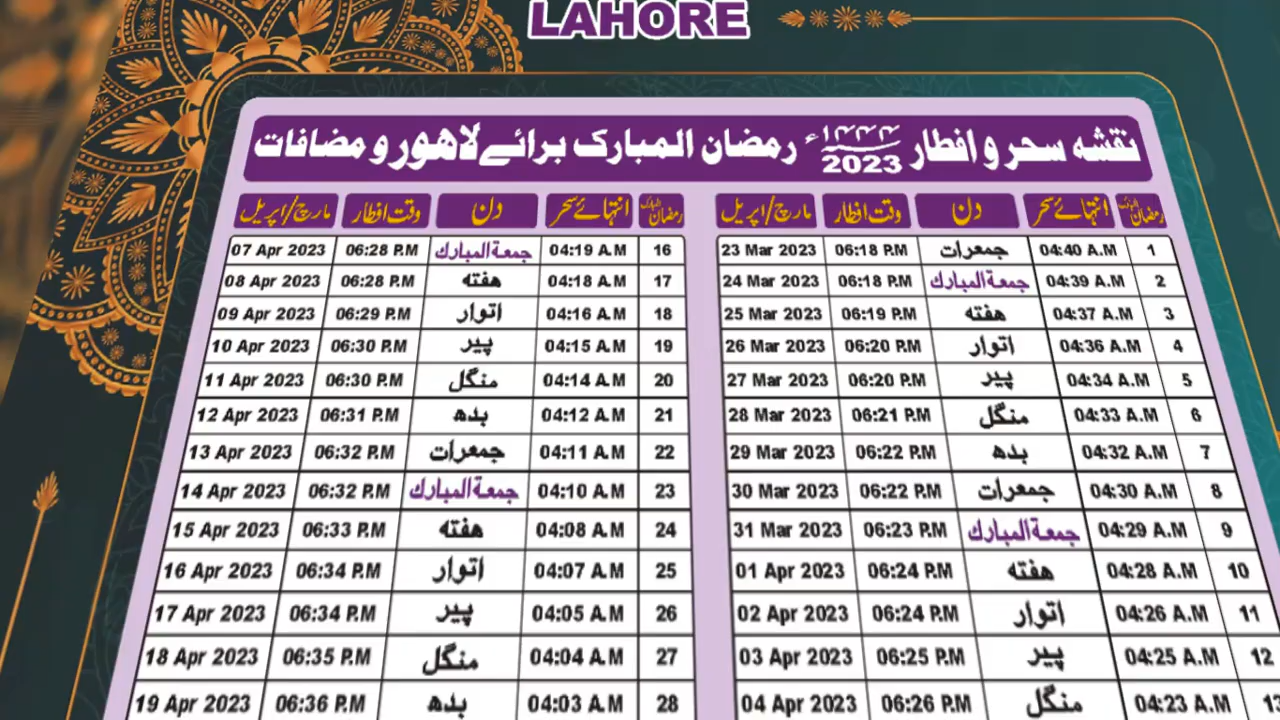 LAHORE
نقشہ سحر و افطار ۱۴۴۴ء 2023 رمضان المبارک برائے لاھور و مضافات
رمضان المبارک انتہائے سحر دن وقت افطار مارچ/اپریل رمضان المبارک انتہائے سحر دن وقت افطار مارچ/اپریل
1 04:40 A.M جمعرات 06:18 P.M 23 Mar 2023 16 04:19 A.M جمعۃ المبارک 06:28 P.M 07 Apr 2023
2 04:39 A.M جمعۃ المبارک 06:18 P.M 24 Mar 2023 17 04:18 A.M ھفتہ 06:28 P.M 08 Apr 2023
3 04:37 A.M ھفتہ 06:19 P.M 25 Mar 2023 18 04:16 A.M اتوار 06:29 P.M 09 Apr 2023
4 04:36 A.M اتوار 06:20 P.M 26 Mar 2023 19 04:15 A.M پیر 06:30 P.M 10 Apr 2023
5 04:34 A.M پیر 06:20 P.M 27 Mar 2023 20 04:14 A.M منگل 06:30 P.M 11 Apr 2023
6 04:33 A.M منگل 06:21 P.M 28 Mar 2023 21 04:12 A.M بدھ 06:31 P.M 12 Apr 2023
7 04:32 A.M بدھ 06:22 P.M 29 Mar 2023 22 04:11 A.M جمعرات 06:32 P.M 13 Apr 2023
8 04:30 A.M جمعرات 06:22 P.M 30 Mar 2023 23 04:10 A.M جمعۃ المبارک 06:32 P.M 14 Apr 2023
9 04:29 A.M جمعۃ المبارک 06:23 P.M 31 Mar 2023 24 04:08 A.M ھفتہ 06:33 P.M 15 Apr 2023
10 04:28 A.M ھفتہ 06:24 P.M 01 Apr 2023 25 04:07 A.M اتوار 06:34 P.M 16 Apr 2023
11 04:26 A.M اتوار 06:24 P.M 02 Apr 2023 26 04:05 A.M پیر 06:34 P.M 17 Apr 2023
12 04:25 A.M پیر 06:25 P.M 03 Apr 2023 27 04:04 A.M منگل 06:35 P.M 18 Apr 2023
13 04:23 A.M منگل 06:26 P.M 04 Apr 2023 28 04:03 A.M بدھ 06:36 P.M 19 Apr 2023